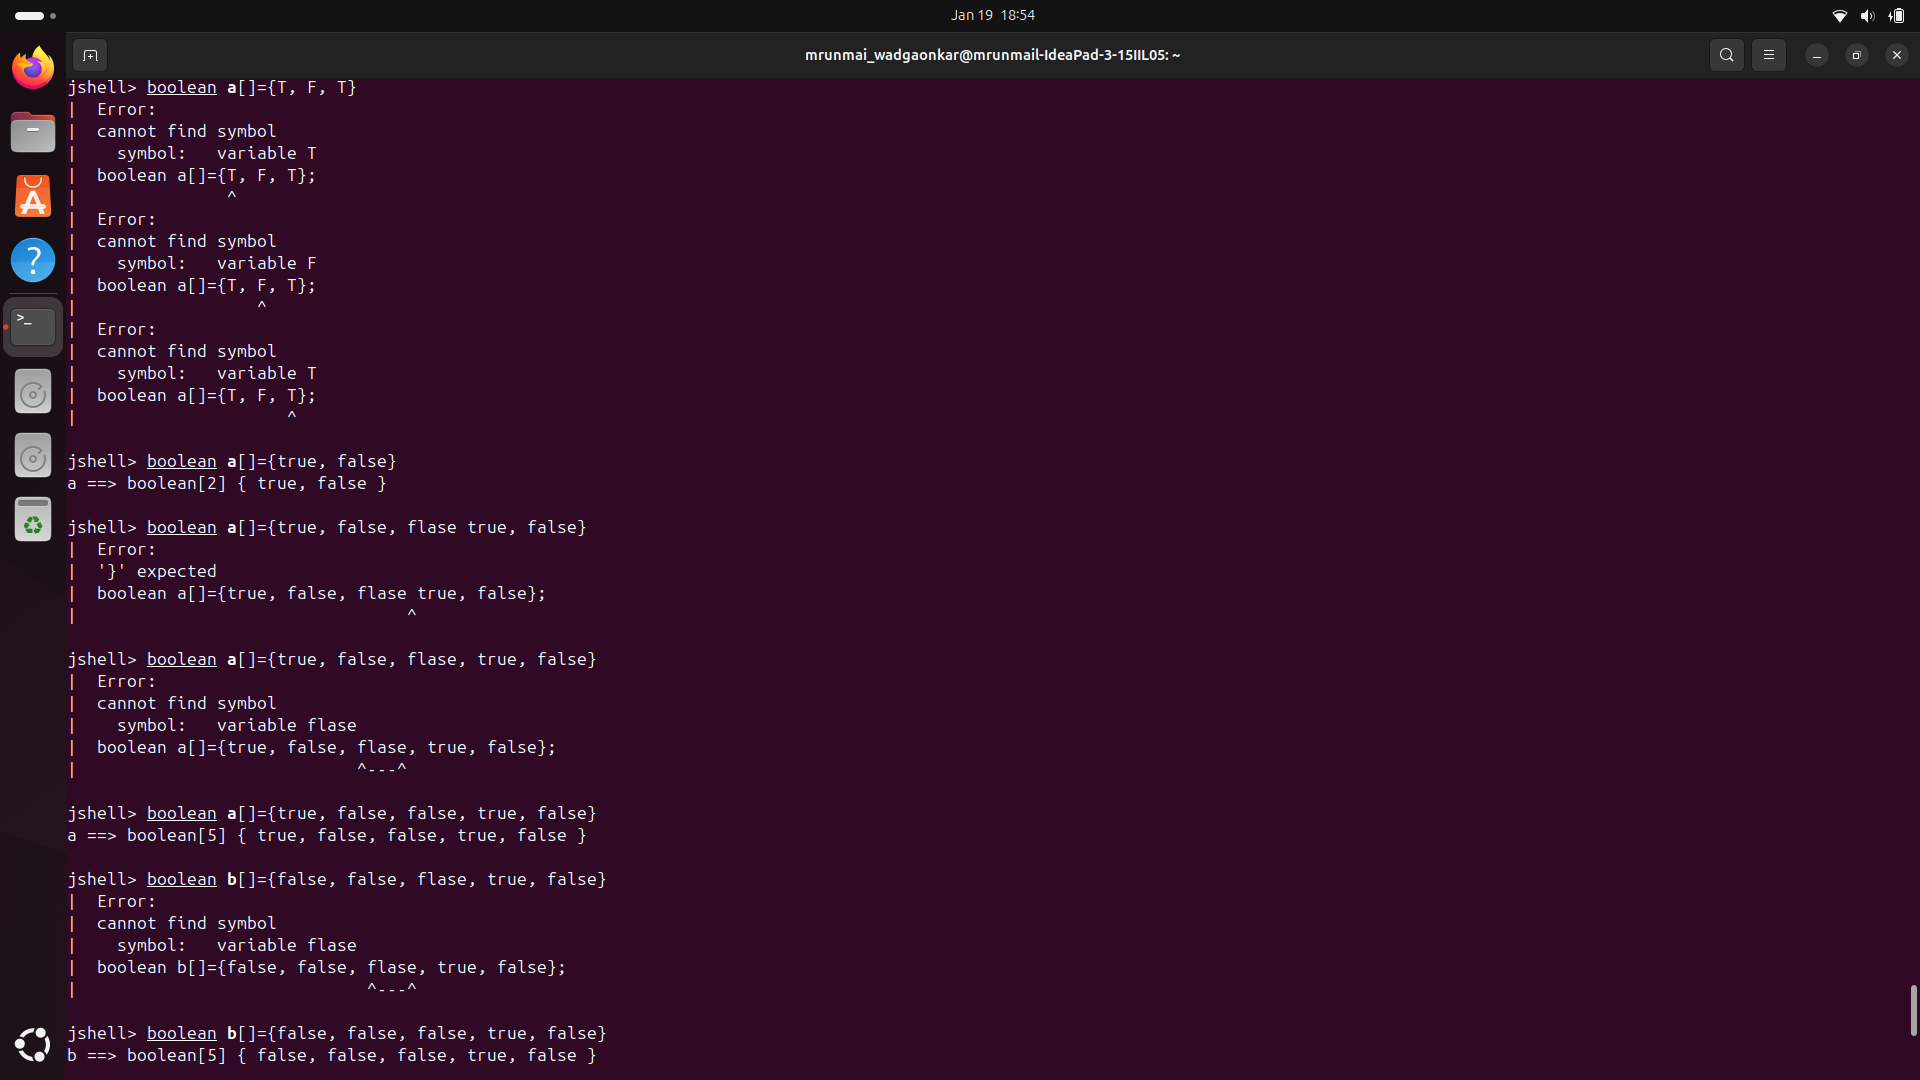 Jan 19 18:54
mrunmai_wadgaonkar@mrunmail-IdeaPad-3-15IIL05: ~
jshell> boolean a[]={T, F, T}
|  Error:
|  cannot find symbol
|    symbol:   variable T
|  boolean a[]={T, F, T};
|               ^
|  Error:
|  cannot find symbol
|    symbol:   variable F
|  boolean a[]={T, F, T};
|                  ^
|  Error:
|  cannot find symbol
|    symbol:   variable T
|  boolean a[]={T, F, T};
|                     ^
jshell> boolean a[]={true, false}
a ==> boolean[2] { true, false }
jshell> boolean a[]={true, false, flase true, false}
|  Error:
|  '}' expected
|  boolean a[]={true, false, flase true, false};
|                                 ^
jshell> boolean a[]={true, false, flase, true, false}
|  Error:
|  cannot find symbol
|    symbol:   variable flase
|  boolean a[]={true, false, flase, true, false};
|                            ^---^
jshell> boolean a[]={true, false, false, true, false}
a ==> boolean[5] { true, false, false, true, false }
jshell> boolean b[]={false, false, flase, true, false}
|  Error:
|  cannot find symbol
|    symbol:   variable flase
|  boolean b[]={false, false, flase, true, false};
|                             ^---^
jshell> boolean b[]={false, false, false, true, false}
b ==> boolean[5] { false, false, false, true, false }